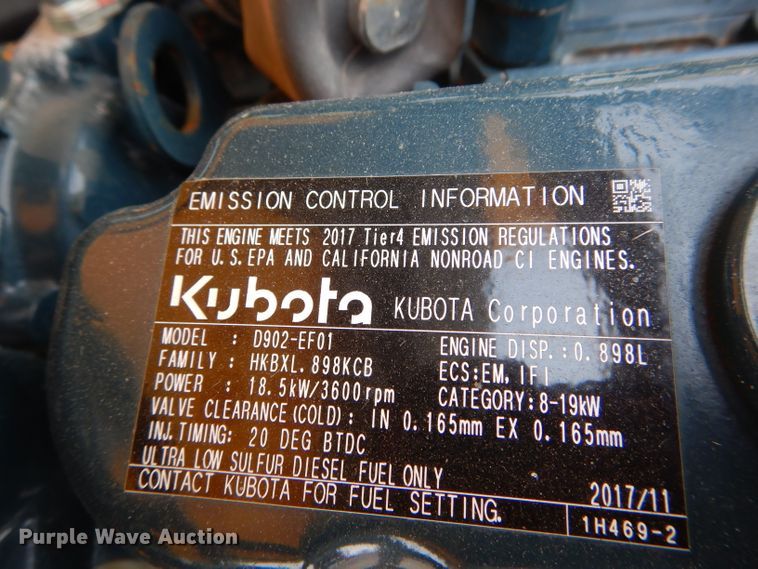 EMISSION CONTROL INFORMATION
THIS ENGINE MEETS 2017 Tier4 EMISSION REGULATIONS
FOR U.S.EPA AND CALIFORNIA NONROAD CI ENGINES.
Kubota KUBOTA Corporation
MODEL : D902-EF01 ENGINE DISP.:0.898L
FAMILY : HKBXL.898KCB ECS:EM,IFI
POWER : 18.5kW/3600rpm CATEGORY:8-19kW
VALVE CLEARANCE(COLD): IN 0.165mm EX 0.165mm
INJ.TIMING: 20 DEG BTDC
ULTRA LOW SULFUR DIESEL FUEL ONLY
CONTACT KUBOTA FOR FUEL SETTING. 2017/11
1H469-2
Purple Wave Auction